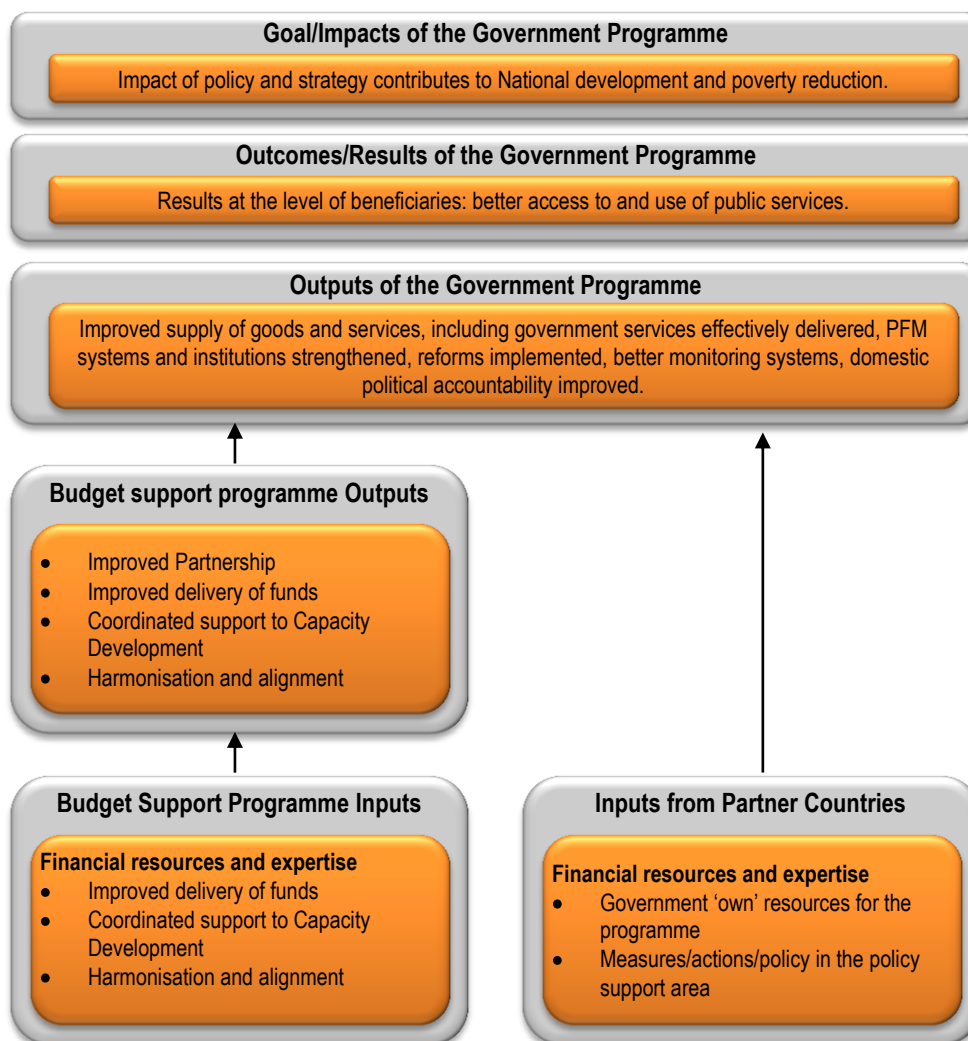 Goal/Impacts of the Government Programme
Impact of policy and strategy contributes to National development and poverty reduction.
Outcomes/Results of the Government Programme
Results at the level of beneficiaries: better access to and use of public services.
Outputs of the Government Programme
Improved supply of goods and services, including government services effectively delivered, PFM
systems and institutions strengthened, reforms implemented, better monitoring systems, domestic
political accountability improved.
Budget support programme Outputs
• Improved Partnership
• Improved delivery of funds
• Coordinated support to Capacity
Development
• Harmonisation and alignment
Budget Support Programme Inputs
Financial resources and expertise
• Improved delivery of funds
• Coordinated support to Capacity
Development
• Harmonisation and alignment
Inputs from Partner Countries
Financial resources and expertise
• Government ‘own’ resources for the
programme
• Measures/actions/policy in the policy
support area